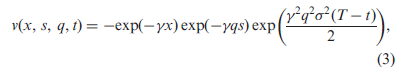 v(x, s, q, t) = −exp(−γx) exp(−γqs) exp(γ²q²σ²(T − t)/2),
(3)